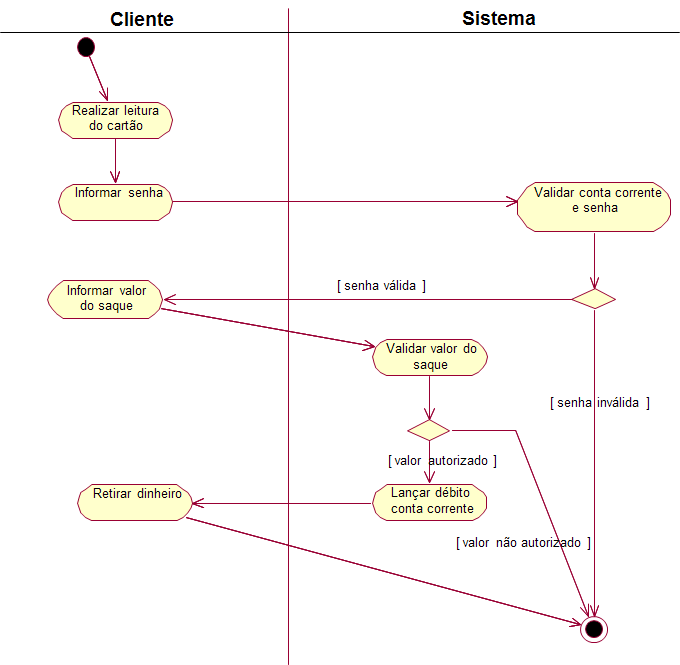 Cliente
Sistema
Realizar leitura
do cartão
Informar senha
Validar conta corrente
e senha
[ senha válida ]
Informar valor
do saque
Validar valor do
saque
[ senha inválida ]
[ valor autorizado ]
Retirar dinheiro
Lançar débito
conta corrente
[ valor não autorizado ]